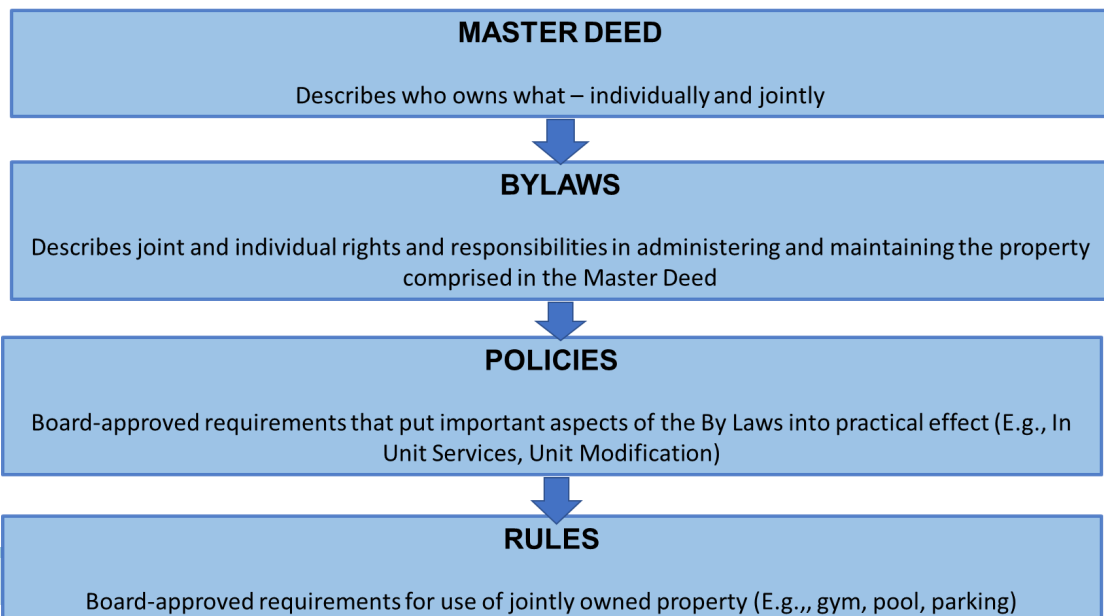 MASTER DEED
Describes who owns what – individually and jointly
BYLAWS
Describes joint and individual rights and responsibilities in administering and maintaining the property
comprised in the Master Deed
POLICIES
Board-approved requirements that put important aspects of the By Laws into practical effect (E.g., In
Unit Services, Unit Modification)
RULES
Board-approved requirements for use of jointly owned property (E.g.,, gym, pool, parking)